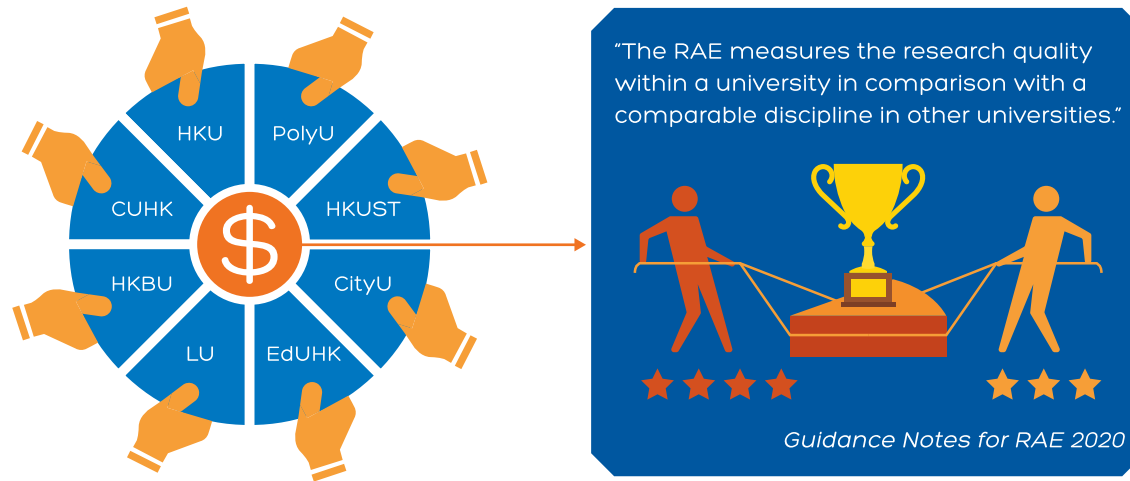 HKU
PolyU
CUHK
HKUST
$
HKBU
CityU
LU
EdUHK
“The RAE measures the research quality
within a university in comparison with a
comparable discipline in other universities.”
Guidance Notes for RAE 2020